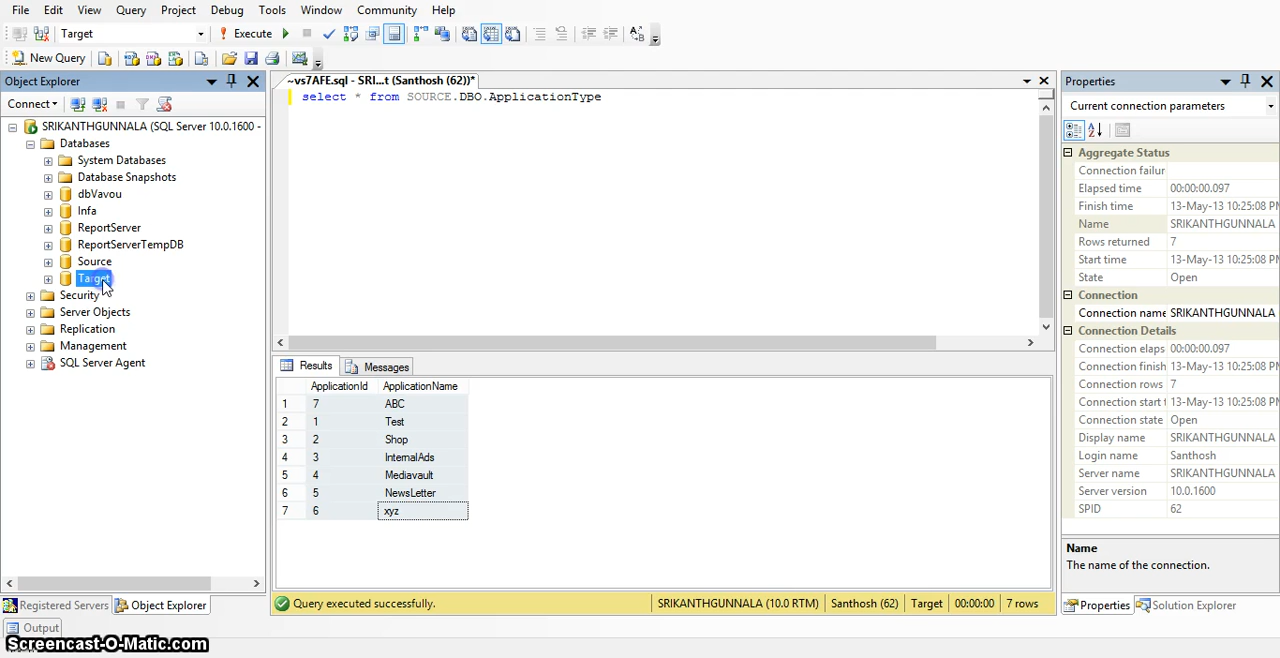 File Edit View Query Project Debug Tools Window Community Help
Target Execute
New Query
Object Explorer
Connect
SRIKANTHGUNNALA (SQL Server 10.0.1600 -
Databases
System Databases
Database Snapshots
dbVavou
Infa
ReportServer
ReportServerTempDB
Source
Target
Security
Server Objects
Replication
Management
SQL Server Agent
Registered Servers Object Explorer
Output
~vs7AFE.sql - SRI...t (Santhosh (62))*
select * from SOURCE.DBO.ApplicationType
Results Messages
ApplicationId ApplicationName
1 7 ABC
2 1 Test
3 2 Shop
4 3 InternalAds
5 4 Mediavault
6 5 NewsLetter
7 6 xyz
Query executed successfully. SRIKANTHGUNNALA (10.0 RTM) Santhosh (62) Target 00:00:00 7 rows
Properties
Current connection parameters
Aggregate Status
Connection failur
Elapsed time 00:00:00.097
Finish time 13-May-13 10:25:08 PM
Name SRIKANTHGUNNALA
Rows returned 7
Start time 13-May-13 10:25:08 PM
State Open
Connection
Connection name SRIKANTHGUNNALA
Connection Details
Connection elaps 00:00:00.097
Connection finish 13-May-13 10:25:08 PM
Connection rows 7
Connection start t 13-May-13 10:25:08 PM
Connection state Open
Display name SRIKANTHGUNNALA
Login name Santhosh
Server name SRIKANTHGUNNALA
Server version 10.0.1600
SPID 62
Name
The name of the connection.
Properties Solution Explorer
Screencast-O-Matic.com